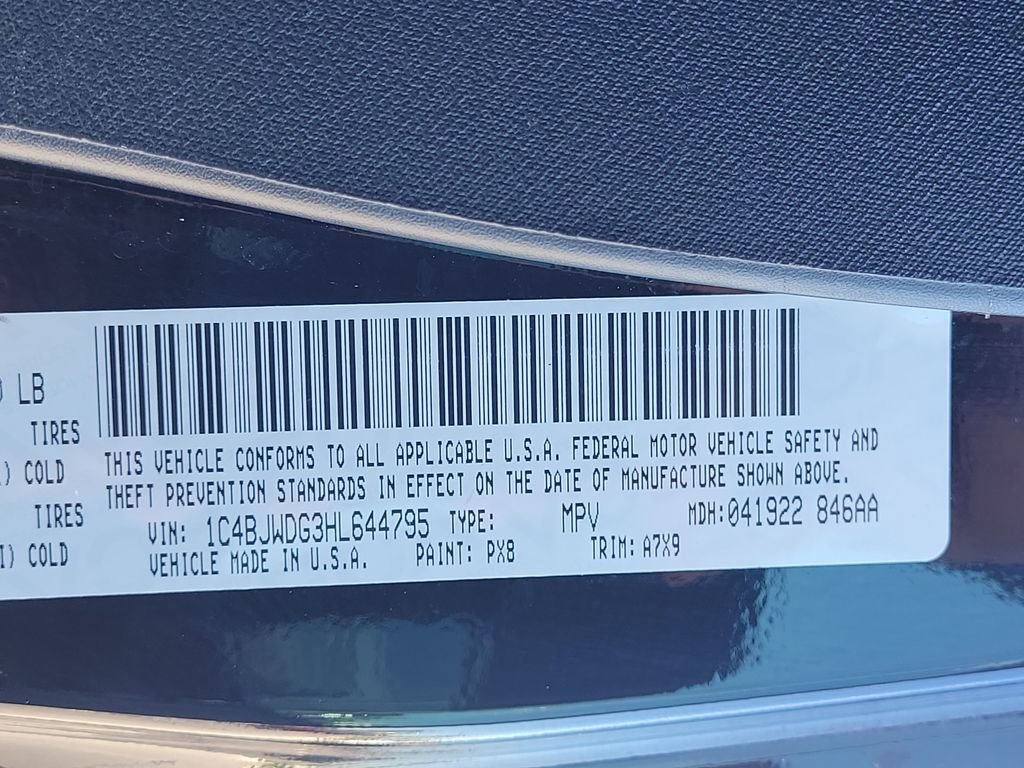 LB
TIRES
) COLD
TIRES
I) COLD
THIS VEHICLE CONFORMS TO ALL APPLICABLE U.S.A. FEDERAL MOTOR VEHICLE SAFETY AND
THEFT PREVENTION STANDARDS IN EFFECT ON THE DATE OF MANUFACTURE SHOWN ABOVE.
VIN: 1C4BJWDG3HL644795 TYPE: MPV MDH:041922 846AA
VEHICLE MADE IN U.S.A. PAINT: PX8 TRIM: A7X9